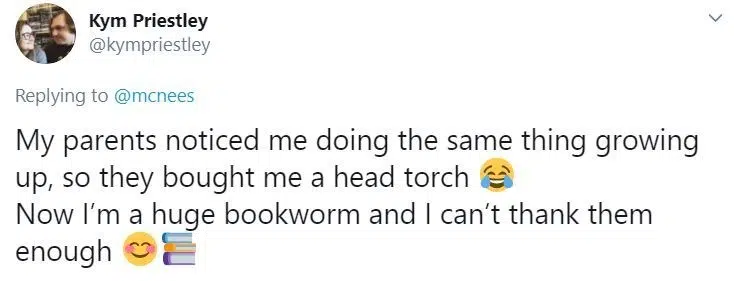 Kym Priestley
@kympriestley
Replying to @mcnees
My parents noticed me doing the same thing growing
up, so they bought me a head torch 😂
Now I’m a huge bookworm and I can’t thank them
enough 😊📚